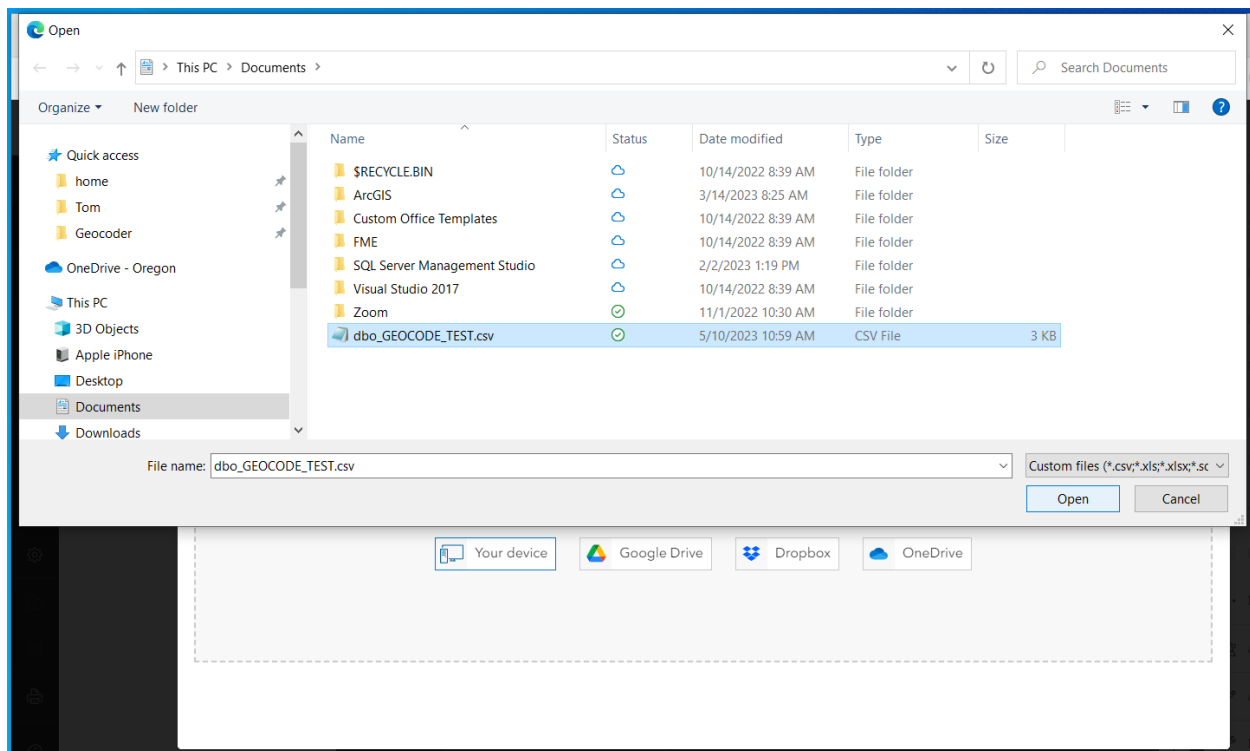 Open
This PC > Documents >
Search Documents
Organize New folder
?
Name Status Date modified Type Size
Quick access
home
Tom
Geocoder
OneDrive - Oregon
This PC
3D Objects
Apple iPhone
Desktop
Documents
Downloads
$RECYCLE.BIN 10/14/2022 8:39 AM File folder
ArcGIS 3/14/2023 8:25 AM File folder
Custom Office Templates 10/14/2022 8:39 AM File folder
FME 10/14/2022 8:39 AM File folder
SQL Server Management Studio 2/2/2023 1:19 PM File folder
Visual Studio 2017 10/14/2022 8:39 AM File folder
Zoom 11/1/2022 10:30 AM File folder
dbo_GEOCODE_TEST.csv 5/10/2023 10:59 AM CSV File 3 KB
File name: dbo_GEOCODE_TEST.csv Custom files (*.csv;*.xls;*.xlsx;*.sc
Open Cancel
Your device Google Drive Dropbox OneDrive